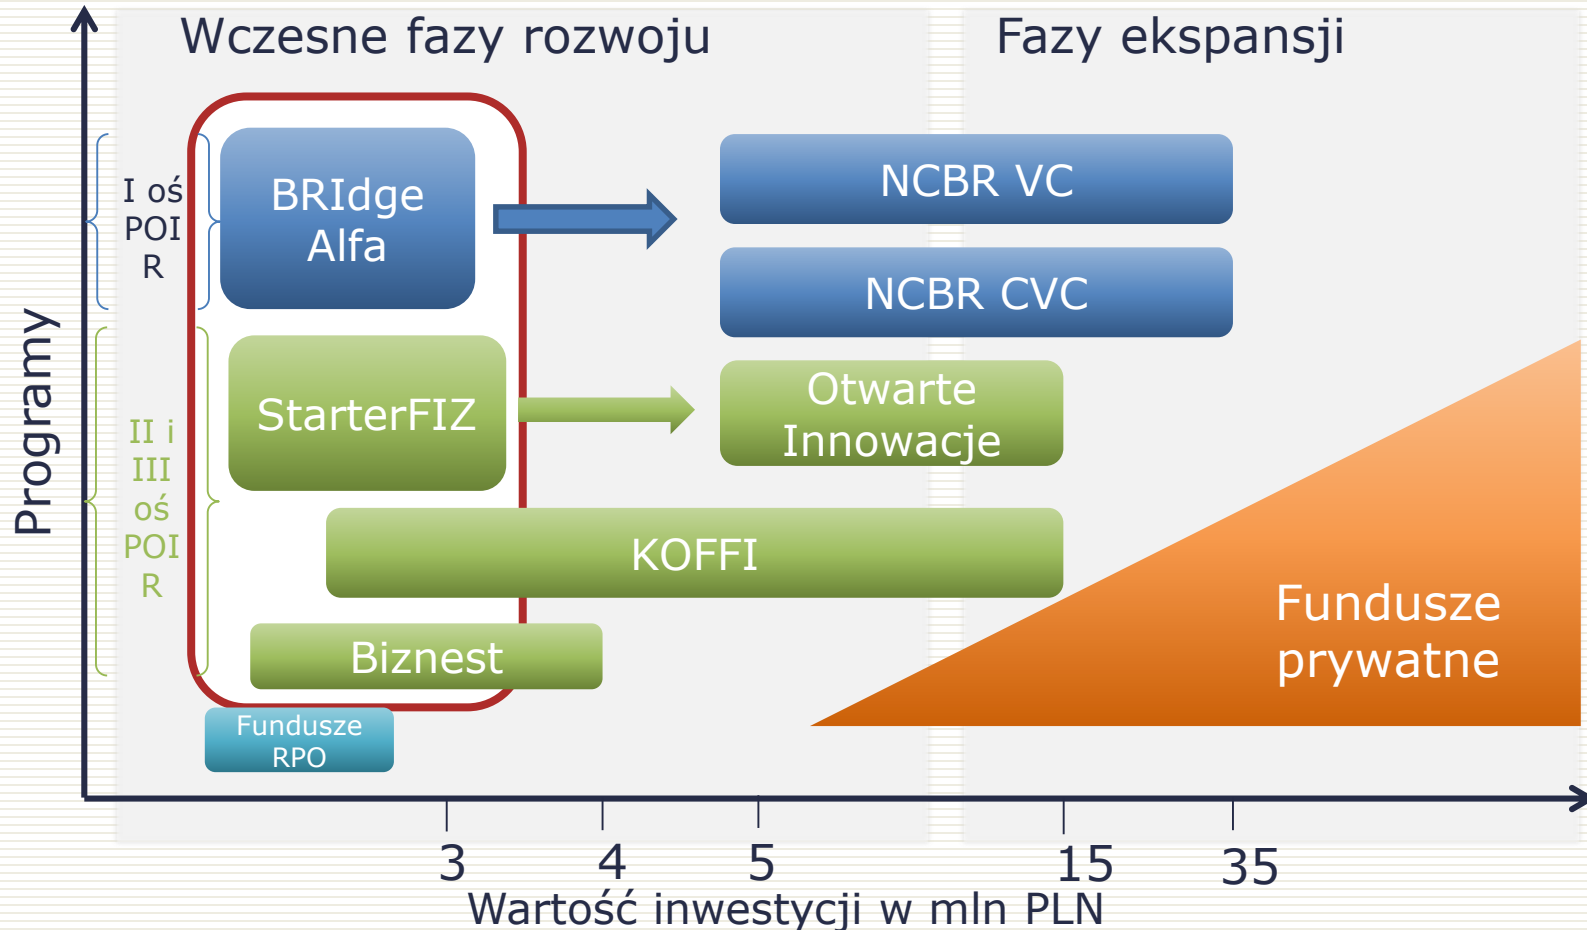 Wczesne fazy rozwoju
Fazy ekspansji
Programy
I oś
POI
R
BRIdge
Alfa
NCBR VC
NCBR CVC
II i
III
oś
POI
R
StarterFIZ
Otwarte
Innowacje
KOFFI
Biznest
Fundusze
RPO
Fundusze
prywatne
3
4
5
15
35
Wartość inwestycji w mln PLN